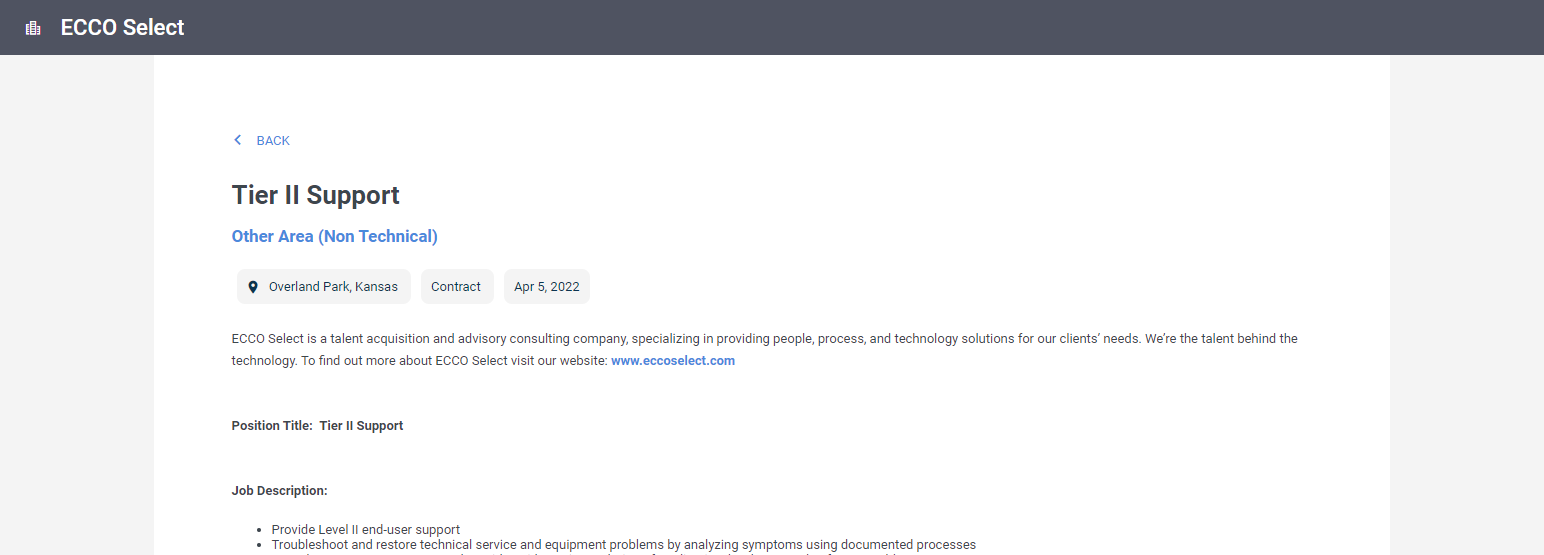 ECCO Select
BACK
Tier II Support
Other Area (Non Technical)
Overland Park, Kansas Contract Apr 5, 2022
ECCO Select is a talent acquisition and advisory consulting company, specializing in providing people, process, and technology solutions for our clients’ needs. We’re the talent behind the
technology. To find out more about ECCO Select visit our website: www.eccoselect.com
Position Title:  Tier II Support
Job Description:
• Provide Level II end-user support
• Troubleshoot and restore technical service and equipment problems by analyzing symptoms using documented processes